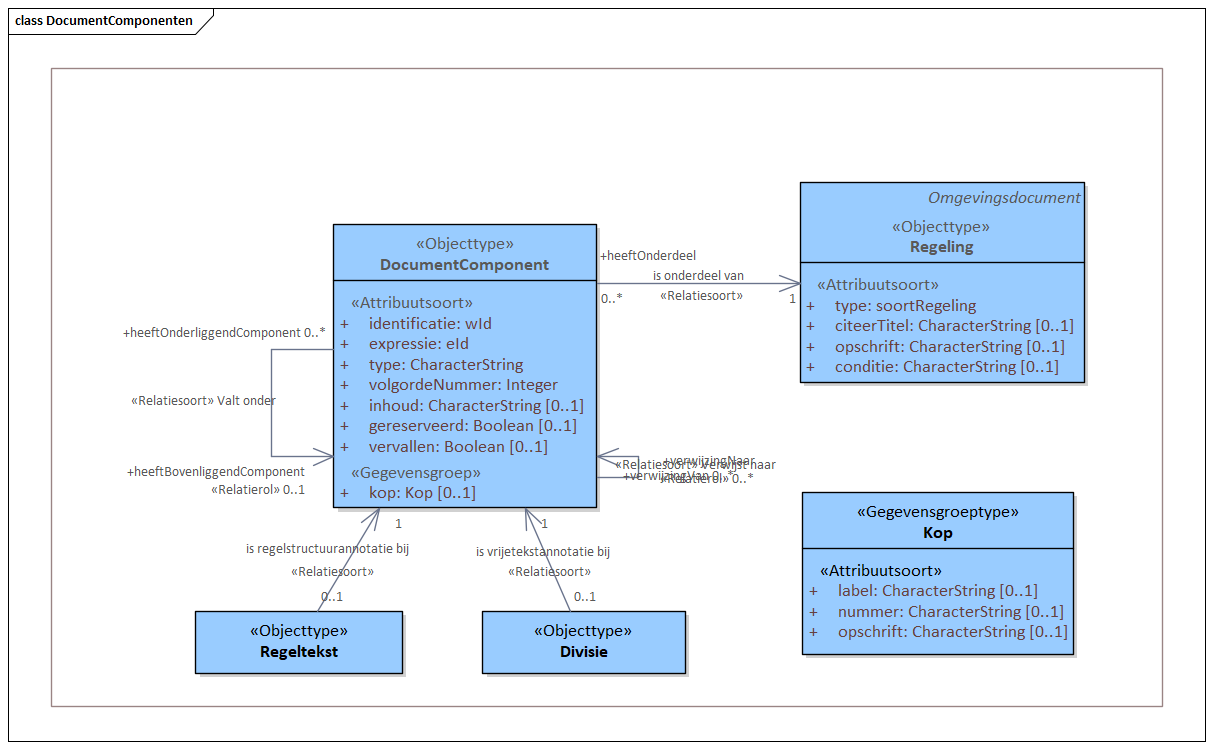 class DocumentComponenten
Omgevingsdocument
«Objecttype»
Regeling
«Attribuutsoort»
+ type: soortRegeling
+ citeerTitel: CharacterString [0..1]
+ opschrift: CharacterString [0..1]
+ conditie: CharacterString [0..1]
«Objecttype»
DocumentComponent
«Attribuutsoort»
+ identificatie: wId
+ expressie: eId
+ type: CharacterString
+ volgordeNummer: Integer
+ inhoud: CharacterString [0..1]
+ gereserveerd: Boolean [0..1]
+ vervallen: Boolean [0..1]
«Gegevensgroep»
+ kop: Kop [0..1]
+heeftOnderdeel
is onderdeel van
0..*
«Relatiesoort»
1
+heeftOnderliggendComponent 0..*
«Relatiesoort» Valt onder
+heeftBovenliggendComponent
«Relatierol» 0..1
+verwijzingNaar
«Relatiesoort» Verwijst naar
+verwijzingVan 0..*
«Relatierol» 0..*
1
is regelstructuurannotatie bij
«Relatiesoort»
0..1
1
is vrijetekstannotatie bij
«Relatiesoort»
0..1
«Objecttype»
Regeltekst
«Objecttype»
Divisie
«Gegevensgroeptype»
Kop
«Attribuutsoort»
+ label: CharacterString [0..1]
+ nummer: CharacterString [0..1]
+ opschrift: CharacterString [0..1]